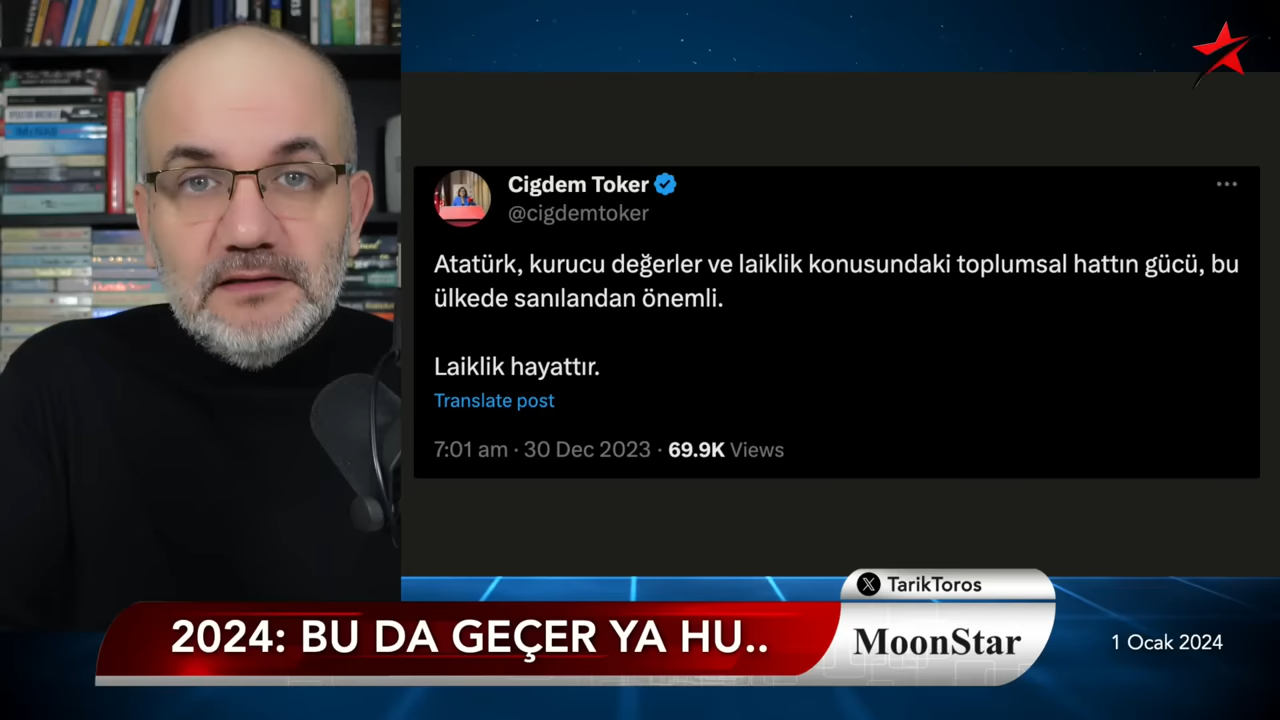 Cigdem Toker
@cigdemtoker
Atatürk, kurucu değerler ve laiklik konusundaki toplumsal hattın gücü, bu
ülkede sanılandan önemli.
Laiklik hayattır.
Translate post
7:01 am · 30 Dec 2023 · 69.9K Views
TarikToros
2024: BU DA GEÇER YA HU..
MoonStar
1 Ocak 2024